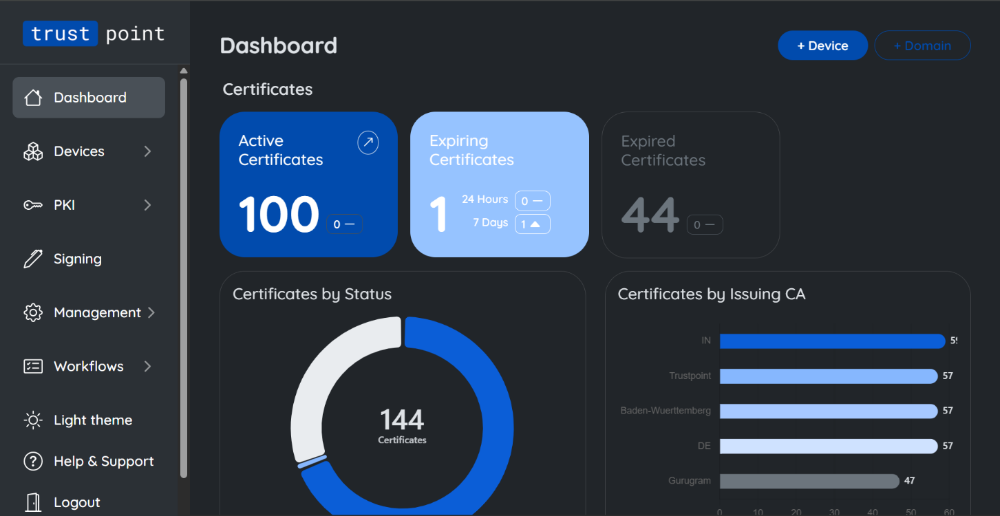 trust point
Dashboard
Devices
PKI
Signing
Management
Workflows
Light theme
Help & Support
Logout
Dashboard
+ Device
+ Domain
Certificates
Active
Certificates
100
0 —
Expiring
Certificates
1
24 Hours 0 —
7 Days 1 ▲
Expired
Certificates
44
0 —
Certificates by Status
144
Certificates
Certificates by Issuing CA
IN
Trustpoint 57
Baden-Wuerttemberg 57
DE 57
Gurugram 47
0 10 20 30 40 50 60